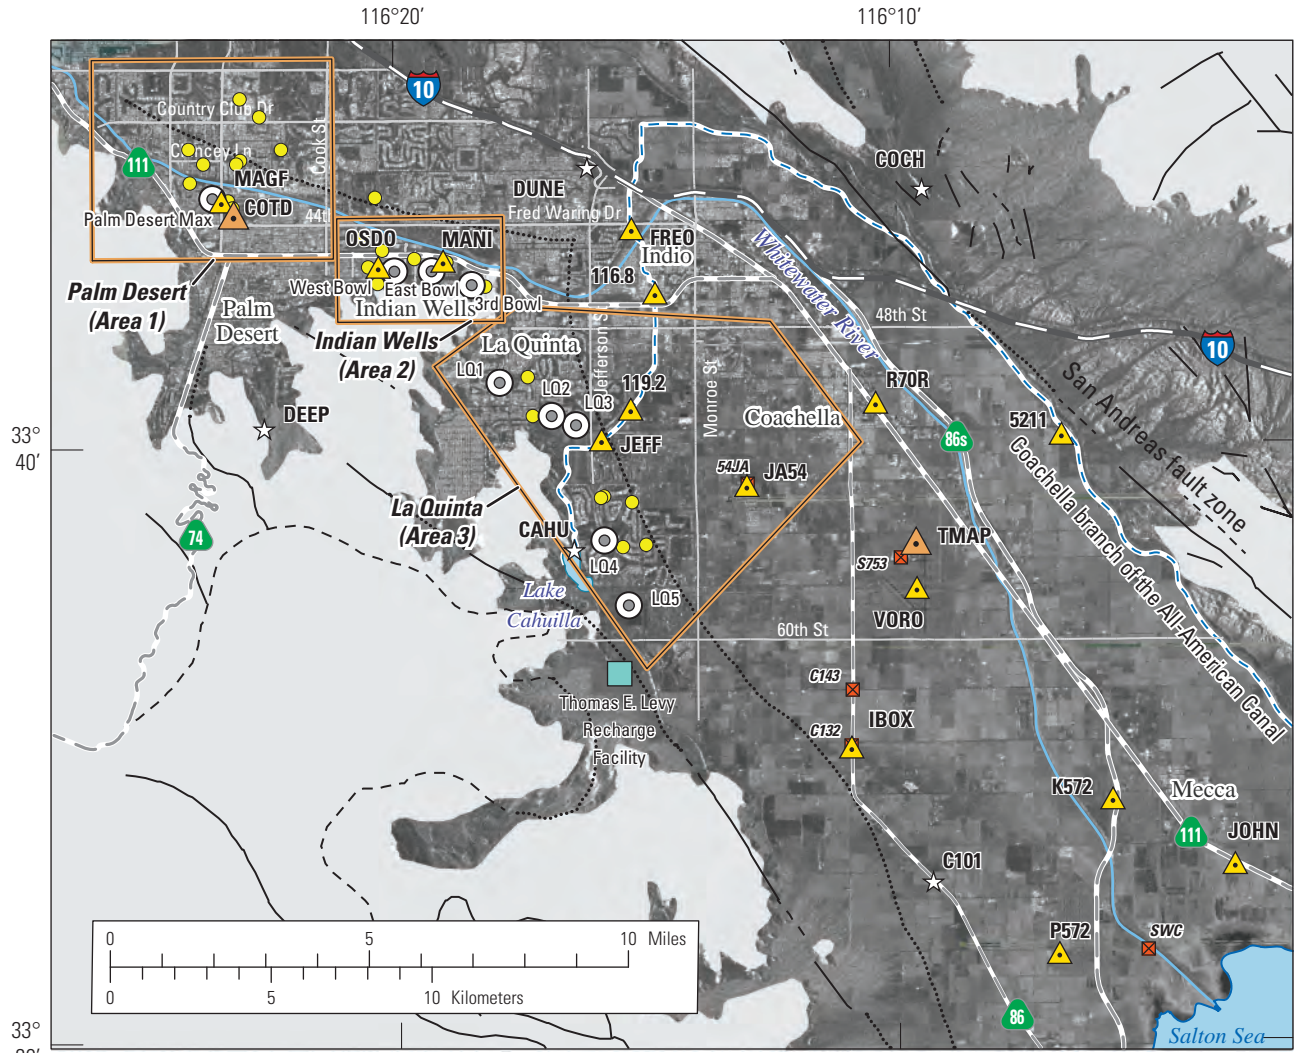 116°20'
116°10'
10
Country Club Dr
Cook St
111
Clancey Ln
COCH
MAGF
DUNE
Palm Desert Max
COTD
44th
Fred Waring Dr
FREO
Indio
Whitewater River
OSDO
MANI
116.8
West Bowl
East Bowl
3rd Bowl
Indian Wells
Palm Desert
(Area 1)
Palm
Desert
48th St
Indian Wells
(Area 2)
La Quinta
Jefferson S
Monroe St
10
San Andreas fault zone
LQ1
LQ2
LQ3
119.2
R70R
DEEP
Coachella
5211
33°
40'
JEFF
86s
Coachella branch of the All-American Canal
54JA
JA54
La Quinta
(Area 3)
74
CAHU
TMAP
S753
LQ4
Lake
Cahuilla
LQ5
VORO
60th St
Thomas E. Levy
Recharge
Facility
C143
IBOX
C132
K572
Mecca
111
JOHN
C101
0
5
10 Miles
0
5
10 Kilometers
P572
SWC
86
33°
Salton Sea